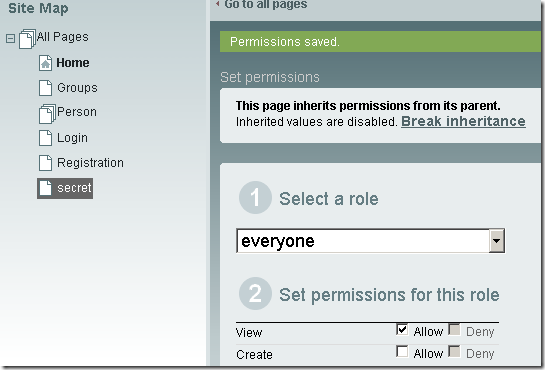 Site Map
All Pages
Home
Groups
Person
Login
Registration
secret
Go to all pages
Permissions saved.
Set permissions
This page inherits permissions from its parent.
Inherited values are disabled. Break inheritance
1 Select a role
everyone
2 Set permissions for this role
View Allow Deny
Create Allow Deny